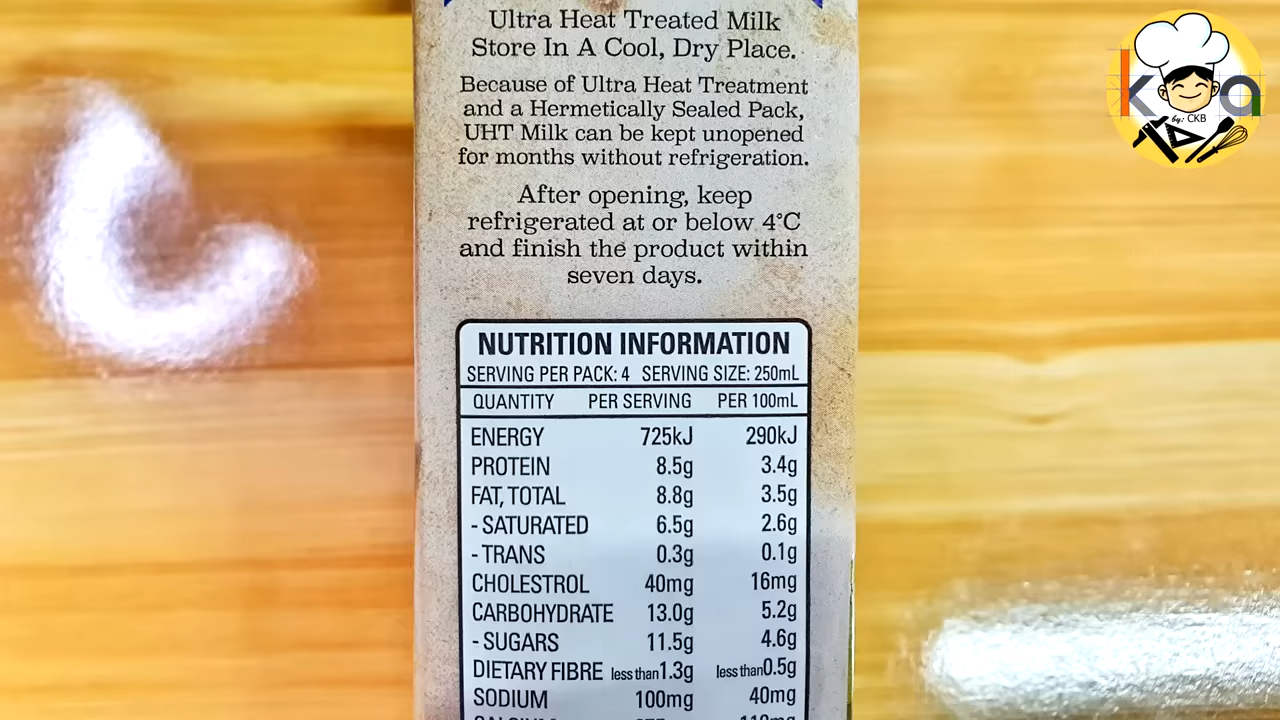 Ultra Heat Treated Milk
Store In A Cool, Dry Place.
Because of Ultra Heat Treatment
and a Hermetically Sealed Pack,
UHT Milk can be kept unopened
for months without refrigeration.
After opening, keep
refrigerated at or below 4°C
and finish the product within
seven days.
NUTRITION INFORMATION
SERVING PER PACK: 4 SERVING SIZE: 250mL
QUANTITY PER SERVING PER 100mL
ENERGY 725kJ 290kJ
PROTEIN 8.5g 3.4g
FAT, TOTAL 8.8g 3.5g
- SATURATED 6.5g 2.6g
- TRANS 0.3g 0.1g
CHOLESTROL 40mg 16mg
CARBOHYDRATE 13.0g 5.2g
- SUGARS 11.5g 4.6g
DIETARY FIBRE less than 1.3g less than 0.5g
SODIUM 100mg 40mg
by: CKB